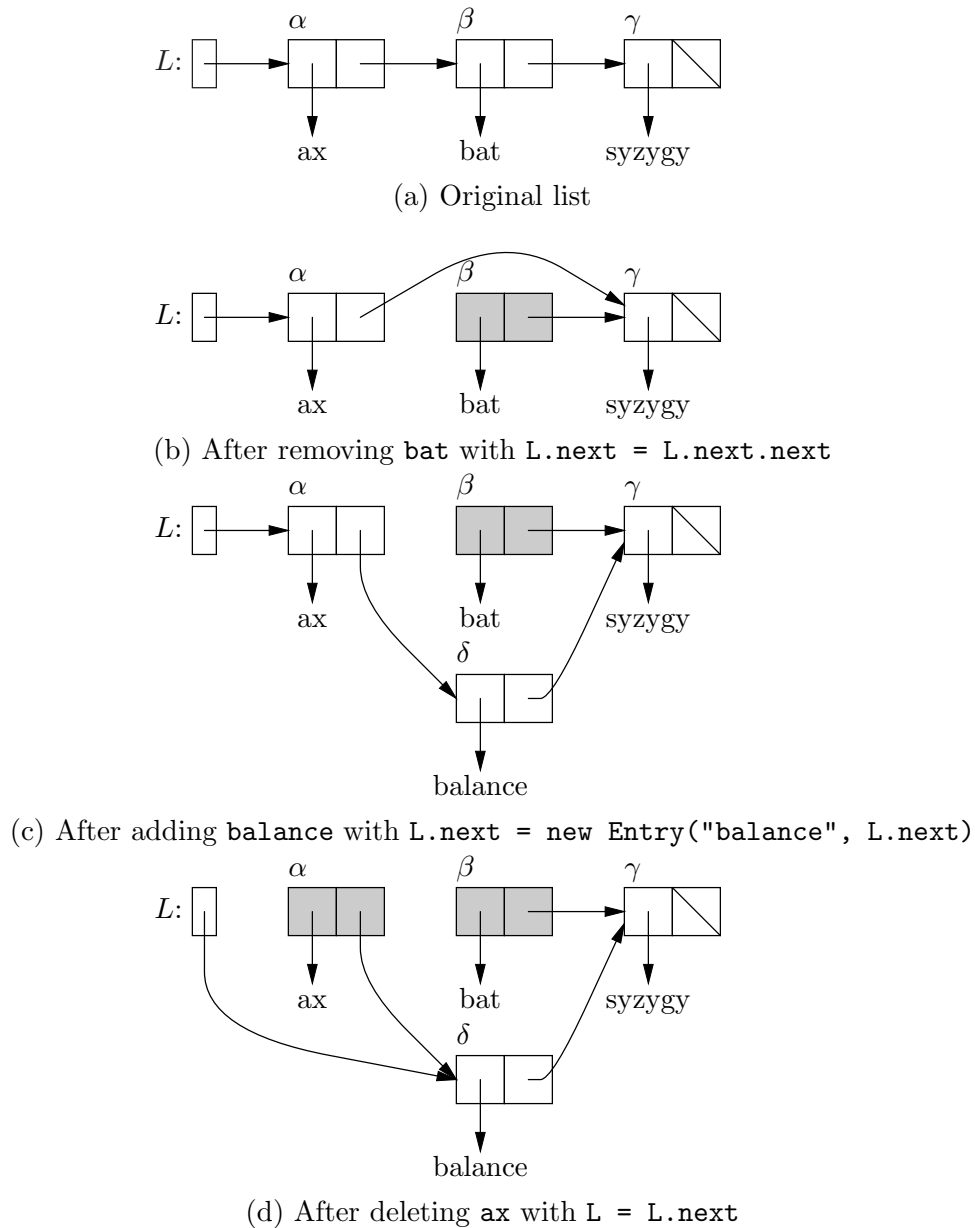 α β γ
L:
ax bat syzygy
(a) Original list
α β γ
L:
ax bat syzygy
(b) After removing bat with L.next = L.next.next
α β γ
L:
ax bat syzygy
δ
balance
(c) After adding balance with L.next = new Entry("balance", L.next)
α β γ
L:
ax bat syzygy
δ
balance
(d) After deleting ax with L = L.next